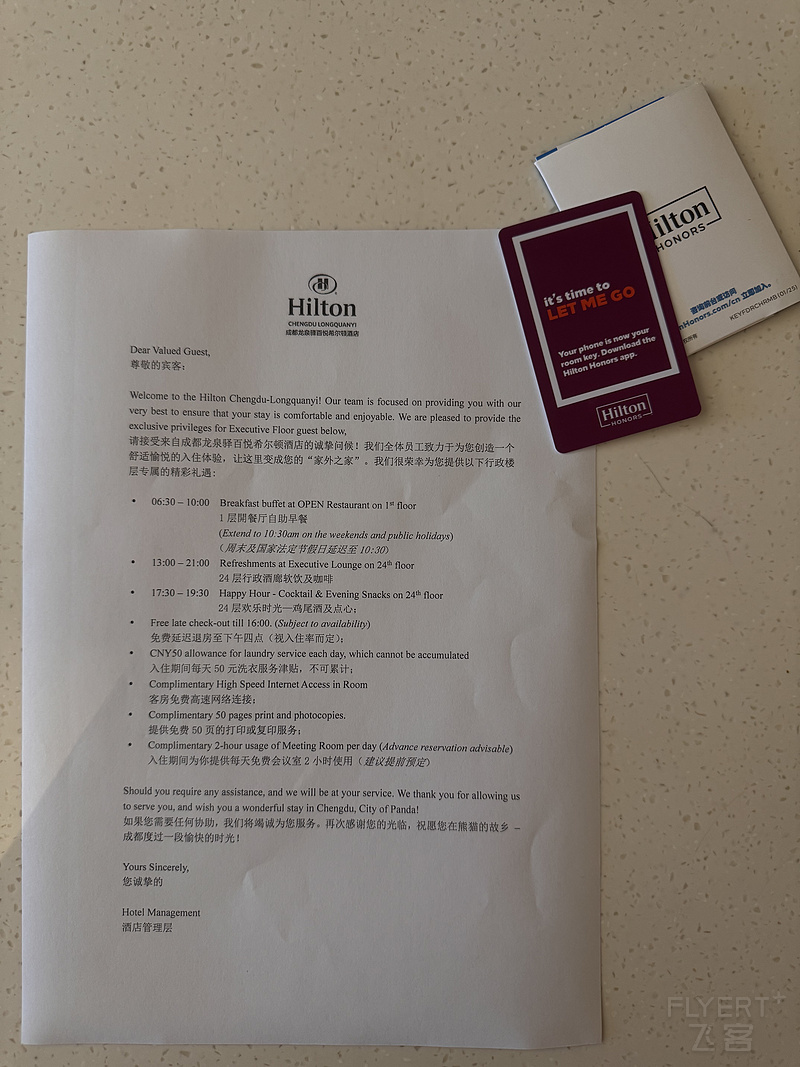 Hilton
CHENGDU LONGQUANYI
成都龙泉驿百悦希尔顿酒店
Dear Valued Guest,
尊敬的宾客：
Welcome to the Hilton Chengdu-Longquanyi! Our team is focused on providing you with our
very best to ensure that your stay is comfortable and enjoyable. We are pleased to provide the
exclusive privileges for Executive Floor guest below,
请接受来自成都龙泉驿百悦希尔顿酒店的诚挚问候！我们全体员工致力于为您创造一个
舒适愉悦的入住体验，让这里变成您的“家外之家”。我们很荣幸为您提供以下行政楼
层专属的精彩礼遇：
• 06:30 – 10:00 Breakfast buffet at OPEN Restaurant on 1st floor
1 层開餐厅自助早餐
(Extend to 10:30am on the weekends and public holidays)
（周末及国家法定节假日延迟至 10:30）
• 13:00 – 21:00 Refreshments at Executive Lounge on 24th floor
24 层行政酒廊软饮及咖啡
• 17:30 – 19:30 Happy Hour - Cocktail & Evening Snacks on 24th floor
24 层欢乐时光—鸡尾酒及点心；
• Free late check-out till 16:00. (Subject to availability)
免费延迟退房至下午四点（视入住率而定）；
• CNY50 allowance for laundry service each day, which cannot be accumulated
入住期间每天 50 元洗衣服务津贴，不可累计；
• Complimentary High Speed Internet Access in Room
客房免费高速网络连接；
• Complimentary 50 pages print and photocopies.
提供免费 50 页的打印或复印服务；
• Complimentary 2-hour usage of Meeting Room per day (Advance reservation advisable)
入住期间为你提供每天免费会议室 2 小时使用（建议提前预定）
Should you require any assistance, and we will be at your service. We thank you for allowing us
to serve you, and wish you a wonderful stay in Chengdu, City of Panda!
如果您需要任何协助，我们将竭诚为您服务。再次感谢您的光临，祝愿您在熊猫的故乡 –
成都度过一段愉快的时光！
Yours Sincerely,
您诚挚的
Hotel Management
酒店管理层
it's time to
LET ME GO
Your phone is now your
room key. Download the
Hilton Honors app.
Hilton
HONORS
ilton
HONORS
nHonors.com/cn 立即加入。
KEYFDRCHRMB(01/25)
FLYERT+
飞客